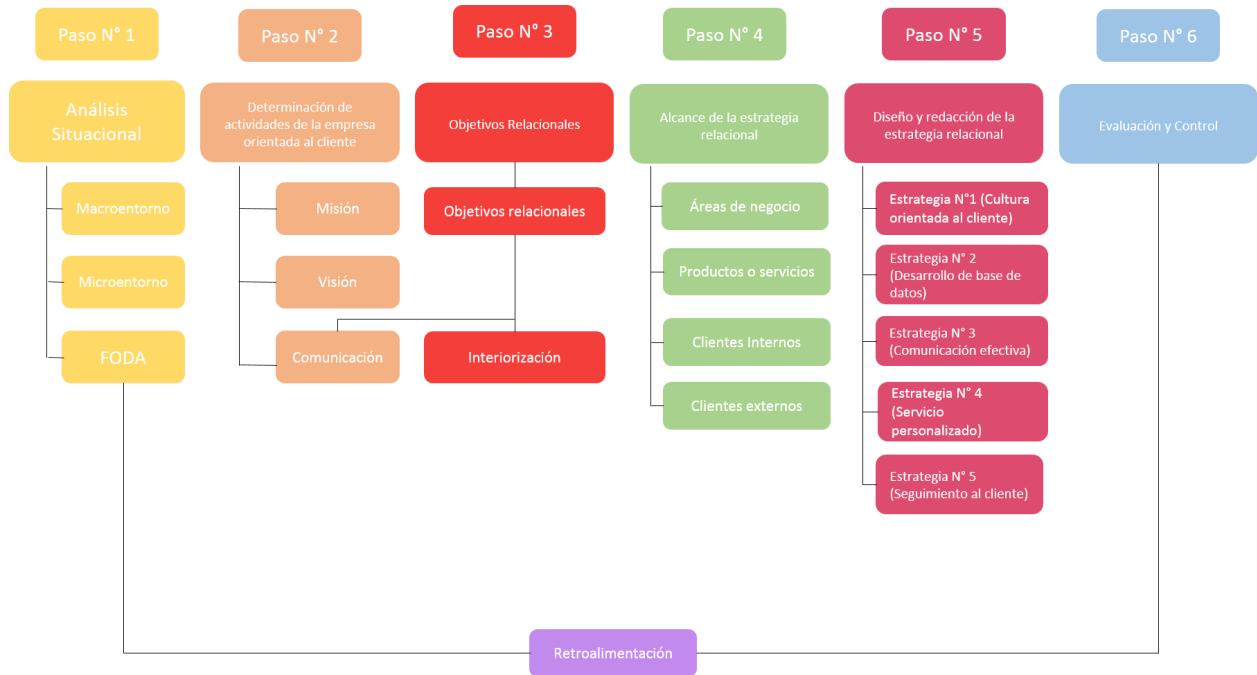 Paso N° 1
Paso N° 2
Paso N° 3
Paso N° 4
Paso N° 5
Paso N° 6
Análisis
Situacional
Determinación de
actividades de la empresa
orientada al cliente
Objetivos Relacionales
Alcance de la estrategia
relacional
Diseño y redacción de la
estrategia relacional
Evaluación y Control
Macroentorno
Microentorno
FODA
Misión
Visión
Comunicación
Objetivos relacionales
Interiorización
Áreas de negocio
Productos o servicios
Clientes Internos
Clientes externos
Estrategia N°1 (Cultura
orientada al cliente)
Estrategia N° 2
(Desarrollo de base de
datos)
Estrategia N° 3
(Comunicación efectiva)
Estrategia N° 4
(Servicio
personalizado)
Estrategia N° 5
(Seguimiento al cliente)
Retroalimentación